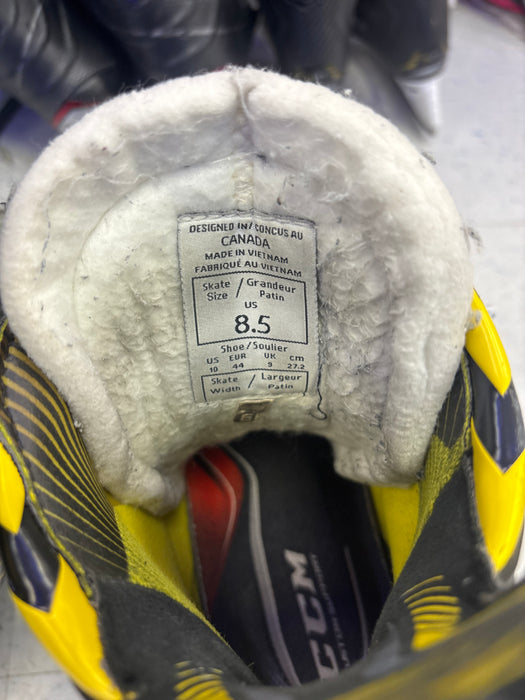 DESIGNED IN/CONCUS AU
CANADA
MADE IN VIETNAM
FABRIQUÉ AU VIETNAM
Skate / Grandeur
Size Patin
US
8.5
Shoe/Soulier
US EUR UK cm
10 44 9 27.2
Skate / Largeur
Width Patin
CCM